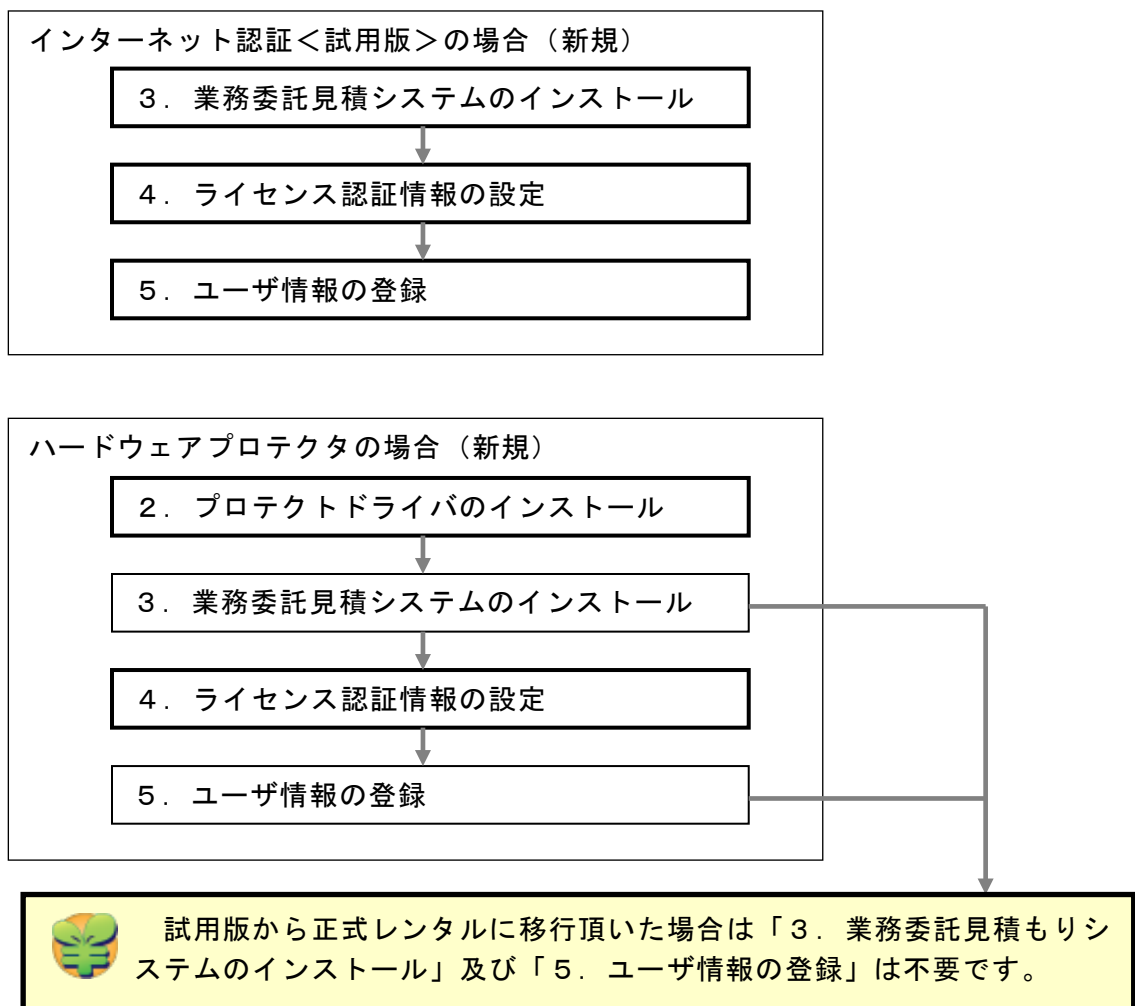 インターネット認証＜試用版＞の場合（新規）
３．業務委託見積システムのインストール
４．ライセンス認証情報の設定
５．ユーザ情報の登録
ハードウェアプロテクタの場合（新規）
２．プロテクトドライバのインストール
３．業務委託見積システムのインストール
４．ライセンス認証情報の設定
５．ユーザ情報の登録
試用版から正式レンタルに移行頂いた場合は「３．業務委託見積もりシ
ステムのインストール」及び「５．ユーザ情報の登録」は不要です。